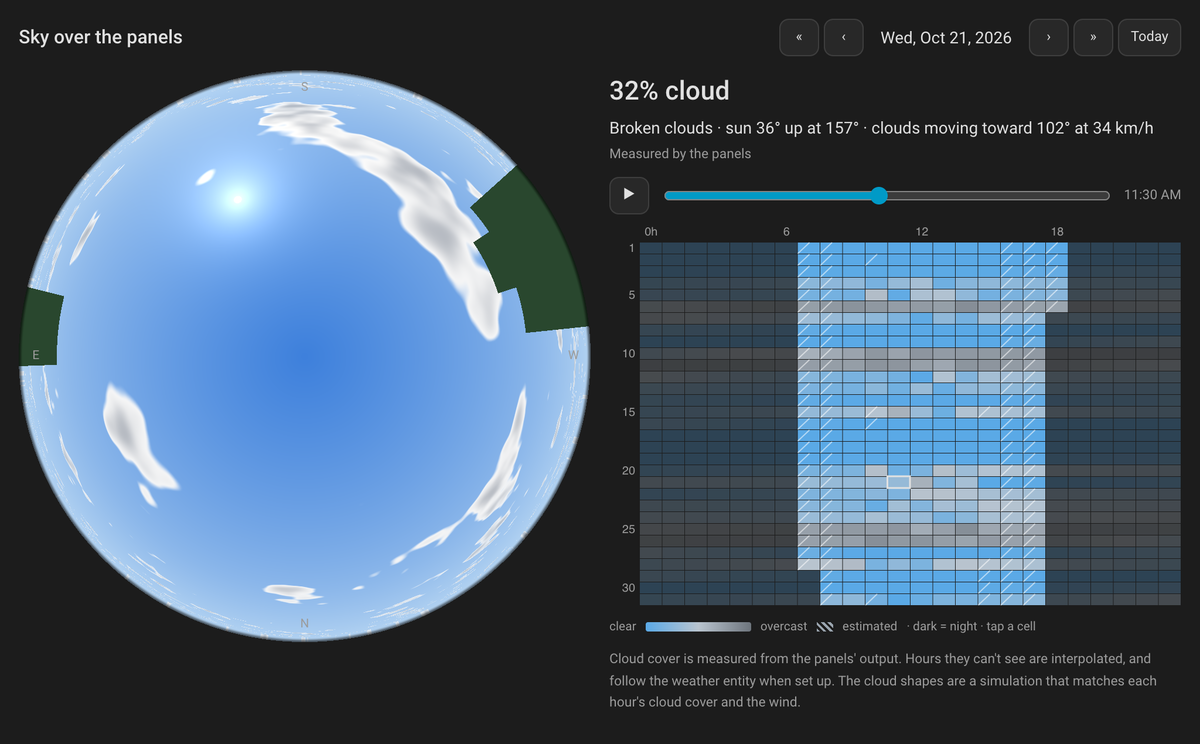 Sky over the panels
« ‹ Wed, Oct 21, 2026 › » Today
32% cloud
Broken clouds · sun 36° up at 157° · clouds moving toward 102° at 34 km/h
Measured by the panels
11:30 AM
0h 6 12 18
1
5
10
15
20
25
30
S
E
W
N
clear overcast estimated · dark = night · tap a cell
Cloud cover is measured from the panels' output. Hours they can't see are interpolated, and
follow the weather entity when set up. The cloud shapes are a simulation that matches each
hour's cloud cover and the wind.